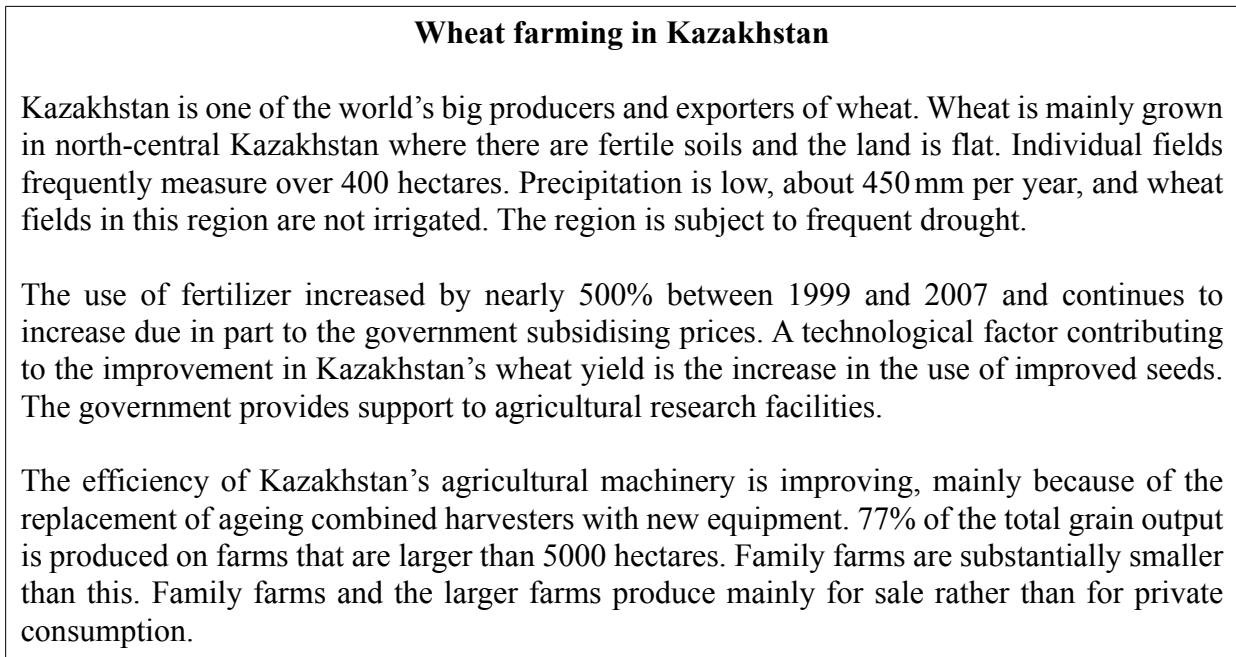 Wheat farming in Kazakhstan
Kazakhstan is one of the world’s big producers and exporters of wheat. Wheat is mainly grown
in north-central Kazakhstan where there are fertile soils and the land is flat. Individual fields
frequently measure over 400 hectares. Precipitation is low, about 450 mm per year, and wheat
fields in this region are not irrigated. The region is subject to frequent drought.
The use of fertilizer increased by nearly 500% between 1999 and 2007 and continues to
increase due in part to the government subsidising prices. A technological factor contributing
to the improvement in Kazakhstan’s wheat yield is the increase in the use of improved seeds.
The government provides support to agricultural research facilities.
The efficiency of Kazakhstan’s agricultural machinery is improving, mainly because of the
replacement of ageing combined harvesters with new equipment. 77% of the total grain output
is produced on farms that are larger than 5000 hectares. Family farms are substantially smaller
than this. Family farms and the larger farms produce mainly for sale rather than for private
consumption.